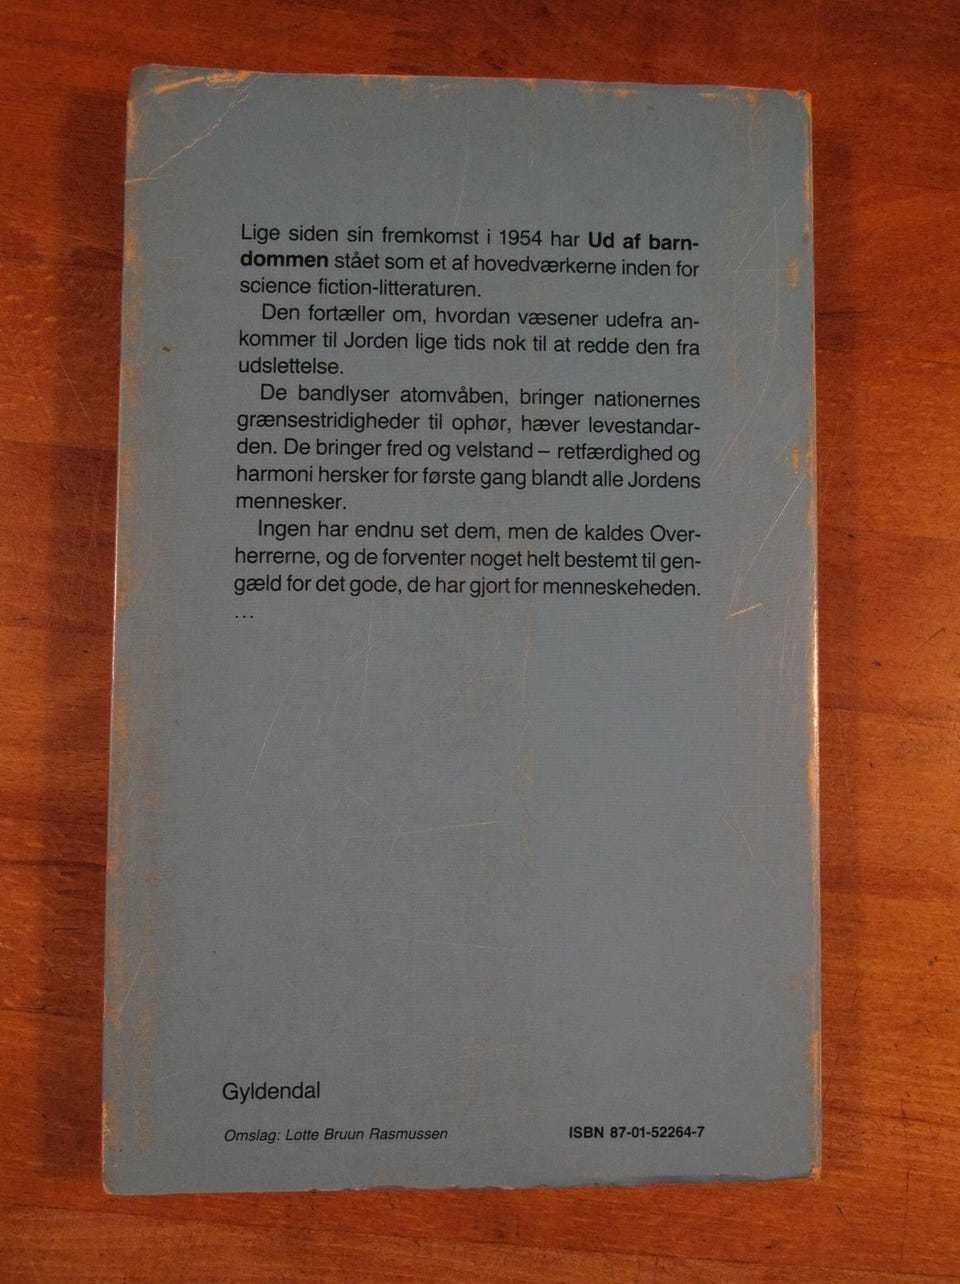 Lige siden sin fremkomst i 1954 har Ud af barn-
dommen stået som et af hovedværkerne inden for
science fiction-litteraturen.
Den fortæller om, hvordan væsener udefra an-
kommer til Jorden lige tids nok til at redde den fra
udslettelse.
De bandlyser atomvåben, bringer nationernes
grænsestridigheder til ophør, hæver levestandar-
den. De bringer fred og velstand – retfærdighed og
harmoni hersker for første gang blandt alle Jordens
mennesker.
Ingen har endnu set dem, men de kaldes Over-
herrerne, og de forventer noget helt bestemt til gen-
gæld for det gode, de har gjort for menneskeheden.
...
Gyldendal
Omslag: Lotte Bruun Rasmussen
ISBN 87-01-52264-7